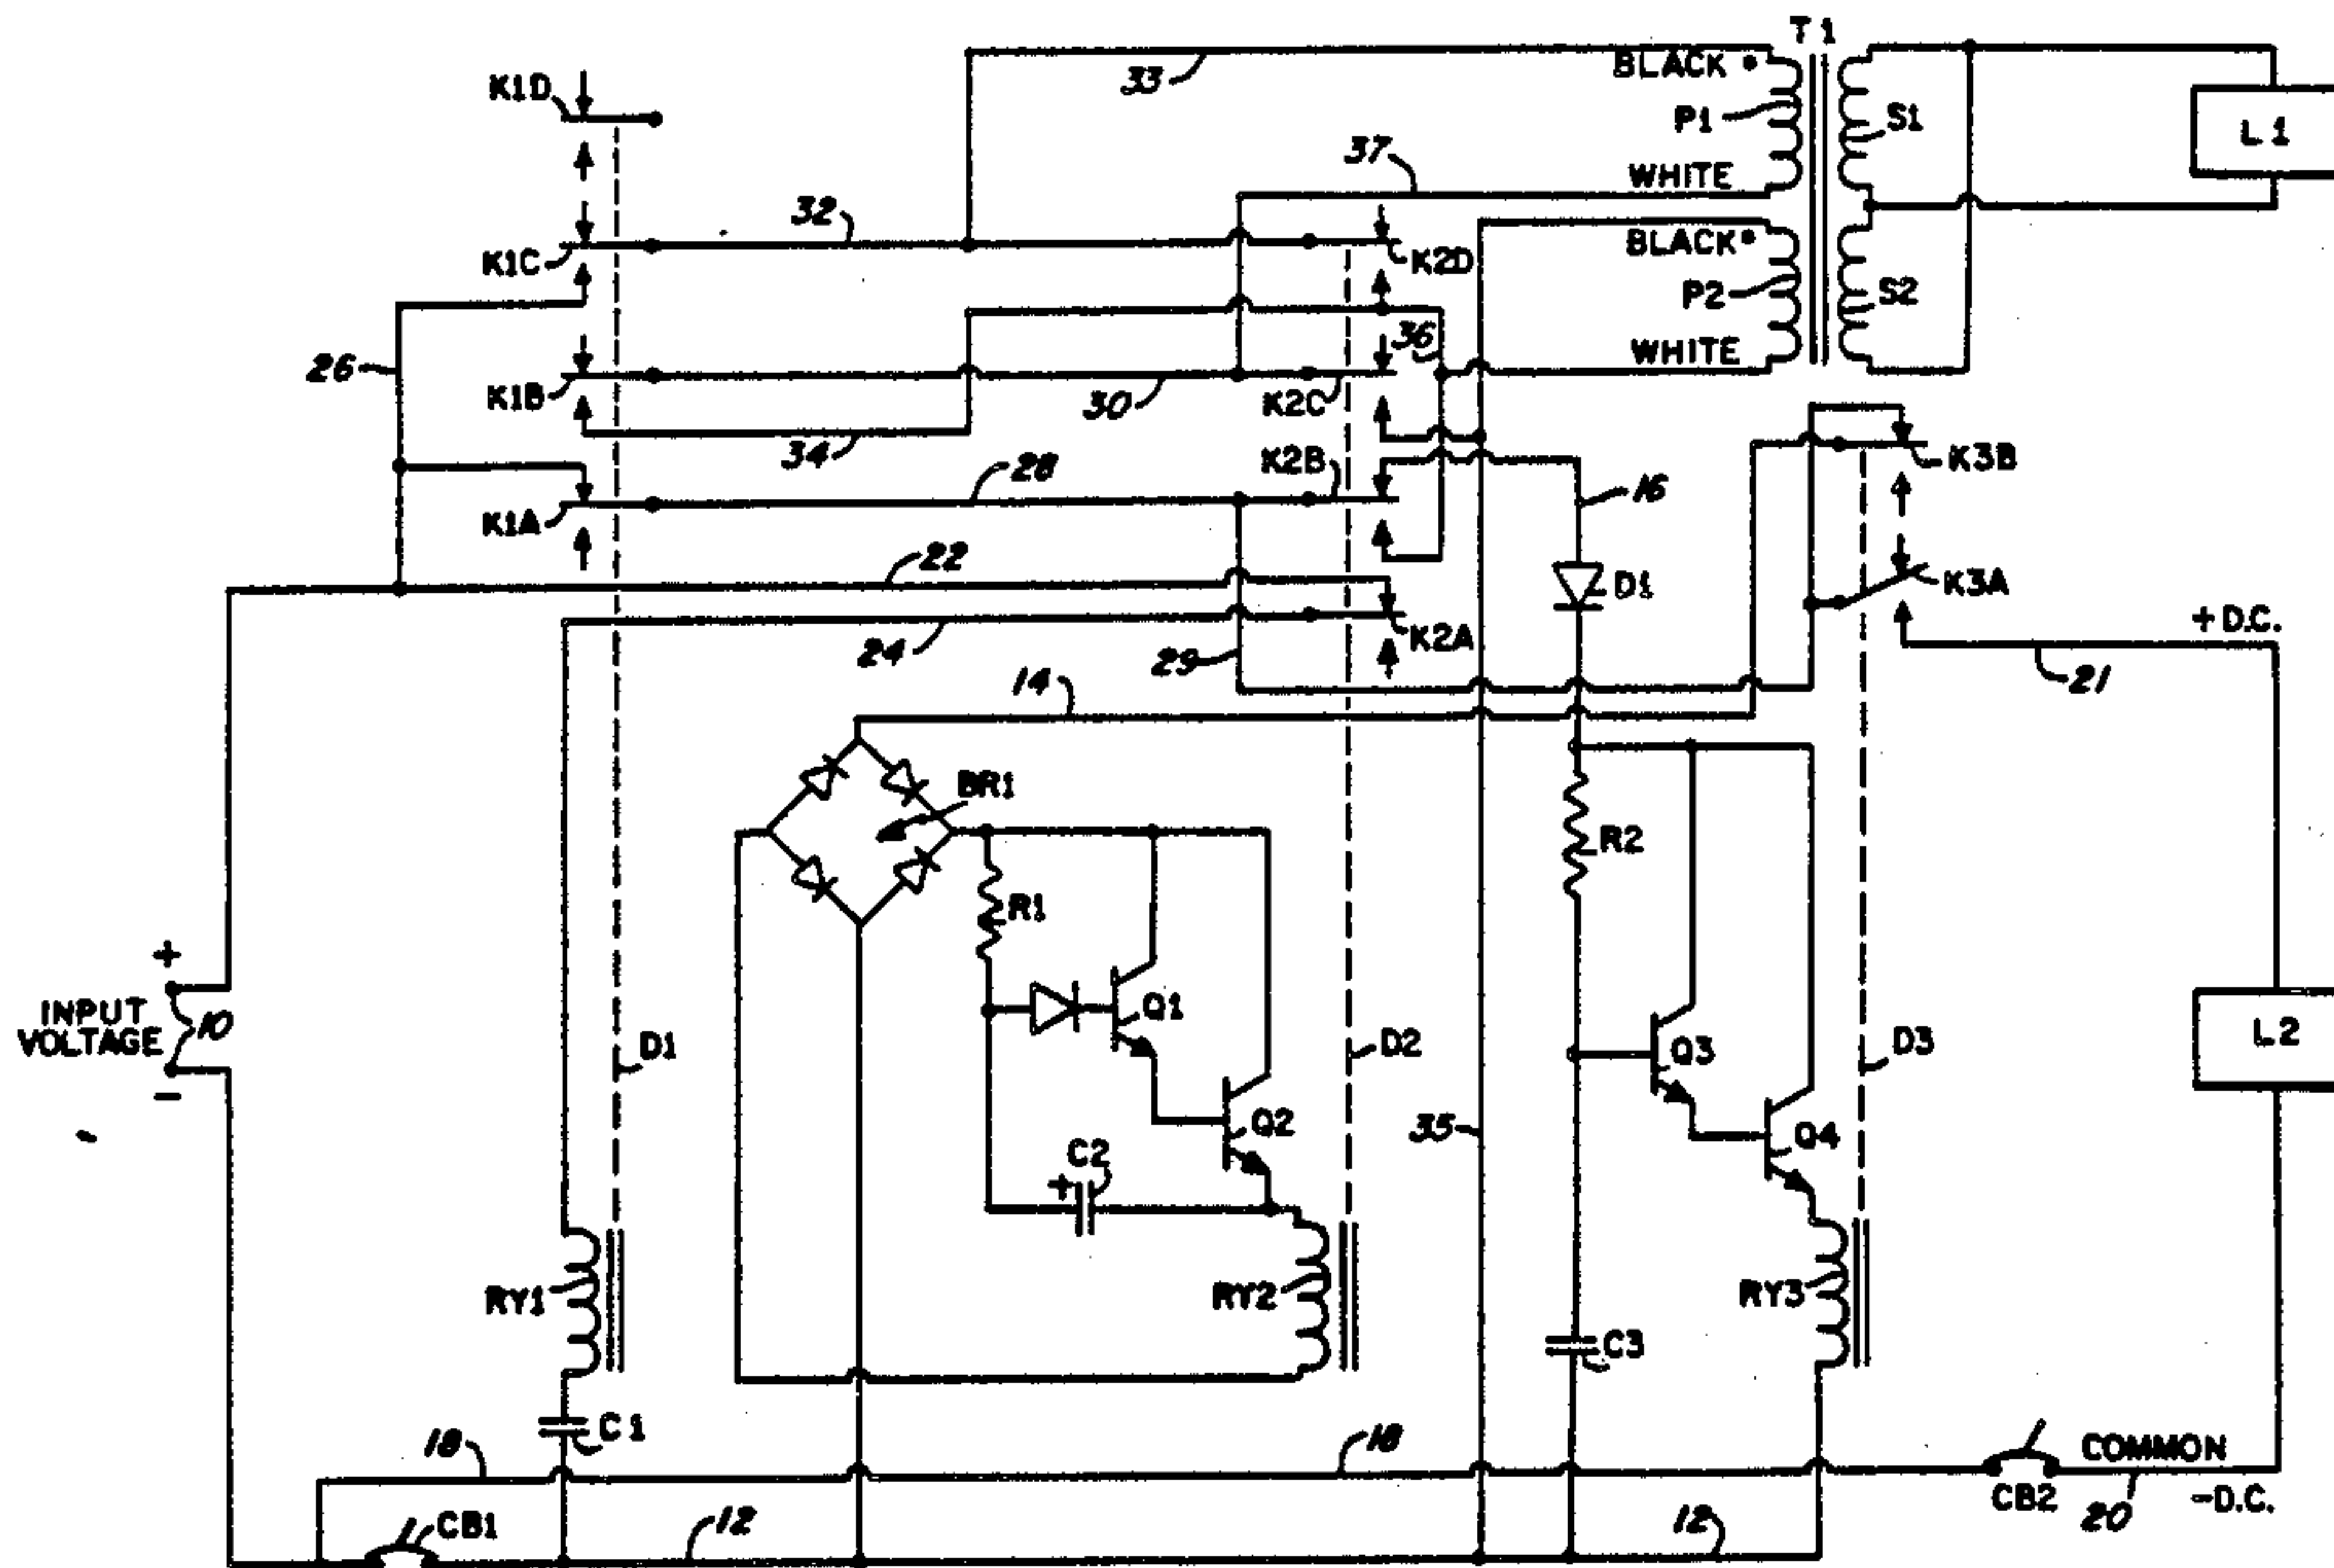 T1
33
BLACK •
K1D
P1
S1
L1
37
WHITE
32
BLACK •
K1C
K2D
P2
S2
36
WHITE
26
K1B
30
K2C
34
K2B
K3B
28
16
K1A
22
D1
K3A
+ D.C.
24
K2A
29
21
14
BR1
R2
R1
+
INPUT
VOLTAGE
10
Q1
D1
D2
Q3
D3
L2
-
C2
+
Q2
35
Q4
RY1
RY2
RY3
C3
C1
18
18
COMMON
CB2
20
-D.C.
CB1
12
12